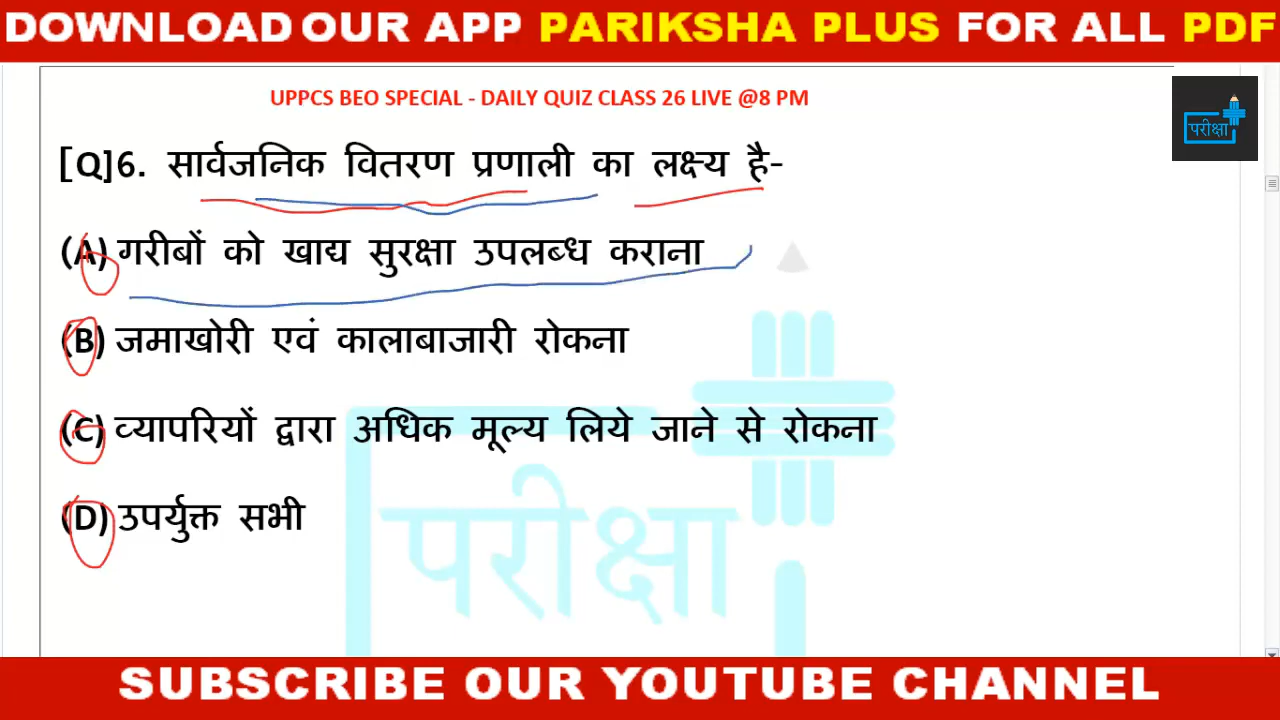 DOWNLOAD OUR APP PARIKSHA PLUS FOR ALL PDF
UPPCS BEO SPECIAL - DAILY QUIZ CLASS 26 LIVE @8 PM
परीक्षा
[Q]6. सार्वजनिक वितरण प्रणाली का लक्ष्य है-
(A) गरीबों को खाद्य सुरक्षा उपलब्ध कराना
(B) जमाखोरी एवं कालाबाजारी रोकना
(C) व्यापरियों द्वारा अधिक मूल्य लिये जाने से रोकना
(D) उपर्युक्त सभी
परीक्षा
SUBSCRIBE OUR YOUTUBE CHANNEL